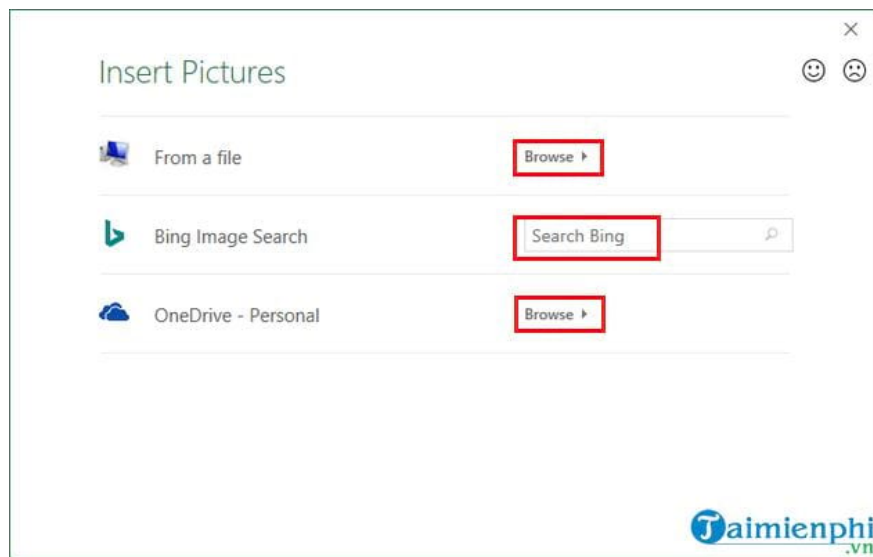 Insert Pictures
From a file
Browse
Bing Image Search
Search Bing
OneDrive - Personal
Browse
Taimienphi
.vn